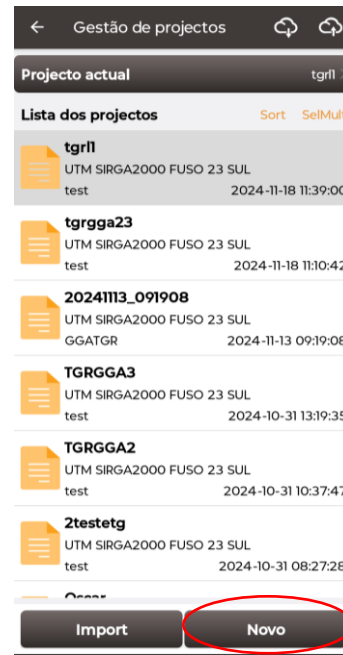 Gestão de projectos
Projecto actual tgrl1
Lista dos projectos Sort SelMult
tgrl1
UTM SIRGA2000 FUSO 23 SUL
test 2024-11-18 11:39:00
tgrgga23
UTM SIRGA2000 FUSO 23 SUL
test 2024-11-18 11:10:42
20241113_091908
UTM SIRGA2000 FUSO 23 SUL
GGATGR 2024-11-13 09:19:08
TGRGGA3
UTM SIRGA2000 FUSO 23 SUL
test 2024-10-31 13:19:35
TGRGGA2
UTM SIRGA2000 FUSO 23 SUL
test 2024-10-31 10:37:47
2testetg
UTM SIRGA2000 FUSO 23 SUL
test 2024-10-31 08:27:28
Oscar
Import Novo